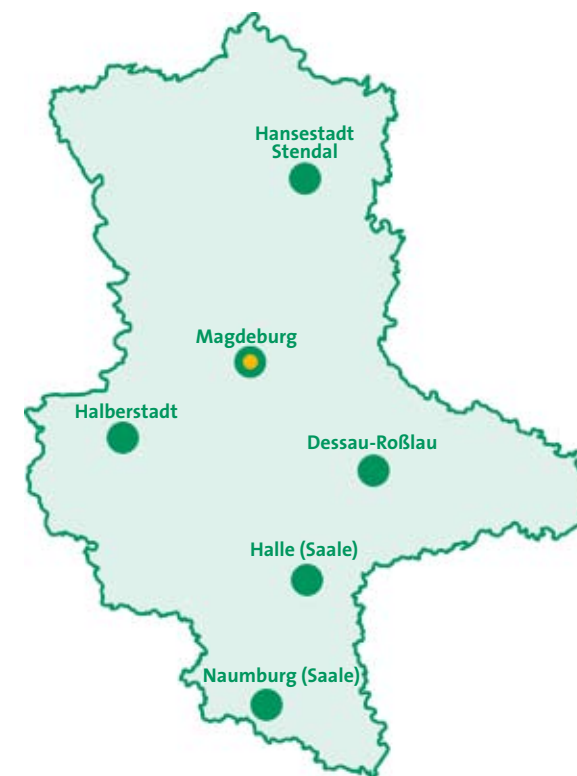 Hansestadt
Stendal
Magdeburg
Halberstadt
Dessau-Roßlau
Halle (Saale)
Naumburg (Saale)